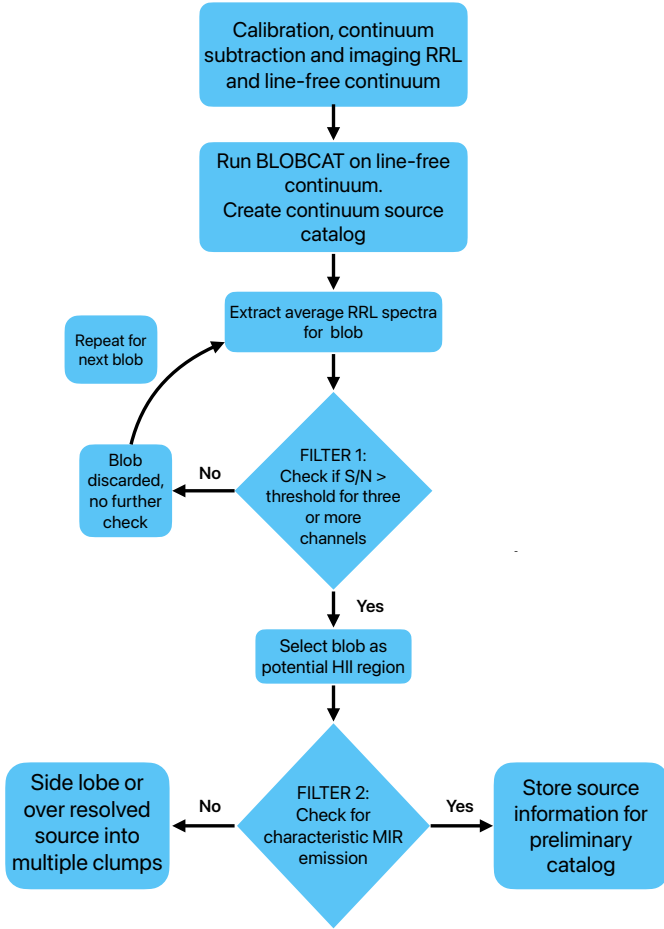 Calibration, continuum
subtraction and imaging RRL
and line-free continuum
Run BLOBCAT on line-free
continuum.
Create continuum source
catalog
Extract average RRL spectra
for blob
Repeat for
next blob
FILTER 1:
Check if S/N >
threshold for three
or more
channels
No
Blob
discarded,
no further
check
Yes
Select blob as
potential HII region
FILTER 2:
Check for
characteristic MIR
emission
No
Side lobe or
over resolved
source into
multiple clumps
Yes
Store source
information for
preliminary
catalog